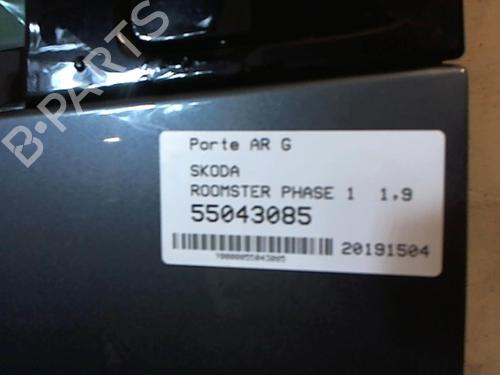 B-PARTS
Porte AR G
SKODA
ROOMSTER PHASE 1 1,9
55043085
20191504